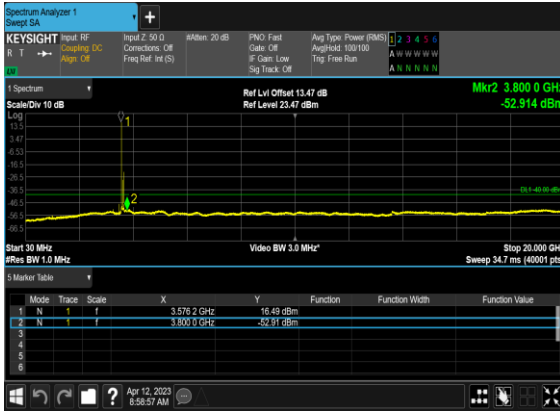 Spectrum Analyzer 1
Swept SA
+
KEYSIGHT Input: RF Input Z: 50 Ω #Atten: 20 dB PNO: Fast Avg Type: Power (RMS) 1 2 3 4 5 6
R T Coupling: DC Corrections: Off Gate: Off Avg|Hold: 100/100 A W W W W W
Align: Off Freq Ref: Int (S) IF Gain: Low Trig: Free Run
LXI Sig Track: Off A N N N N N
1 Spectrum Ref Lvl Offset 13.47 dB Mkr2 3.800 0 GHz
Scale/Div 10 dB Ref Level 23.47 dBm -52.914 dBm
Log
13.5
3.47
-6.53
-16.5
-26.5
-36.5
-46.5
-56.5
-66.5
1
2
DL1 -40.00 dBm
Start 30 MHz Video BW 3.0 MHz* Stop 20.000 GHz
#Res BW 1.0 MHz Sweep 34.7 ms (40001 pts)
5 Marker Table
Mode Trace Scale X Y Function Function Width Function Value
1 N 1 f 3.576 2 GHz 16.49 dBm
2 N 1 f 3.800 0 GHz -52.91 dBm
3
4
5
6
? Apr 12, 2023
8:58:57 AM